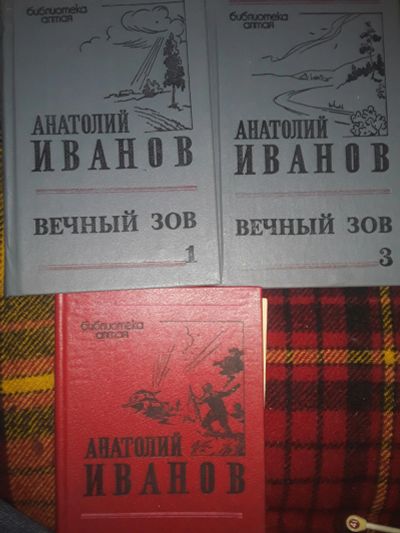 библиотека
алтая
АНАТОЛИЙ
ИВАНОВ
ВЕЧНЫЙ ЗОВ
1
библиотека
алтая
АНАТОЛИЙ
ИВАНОВ
ВЕЧНЫЙ ЗОВ
3
библиотека
алтая
АНАТОЛИЙ
ИВАНОВ